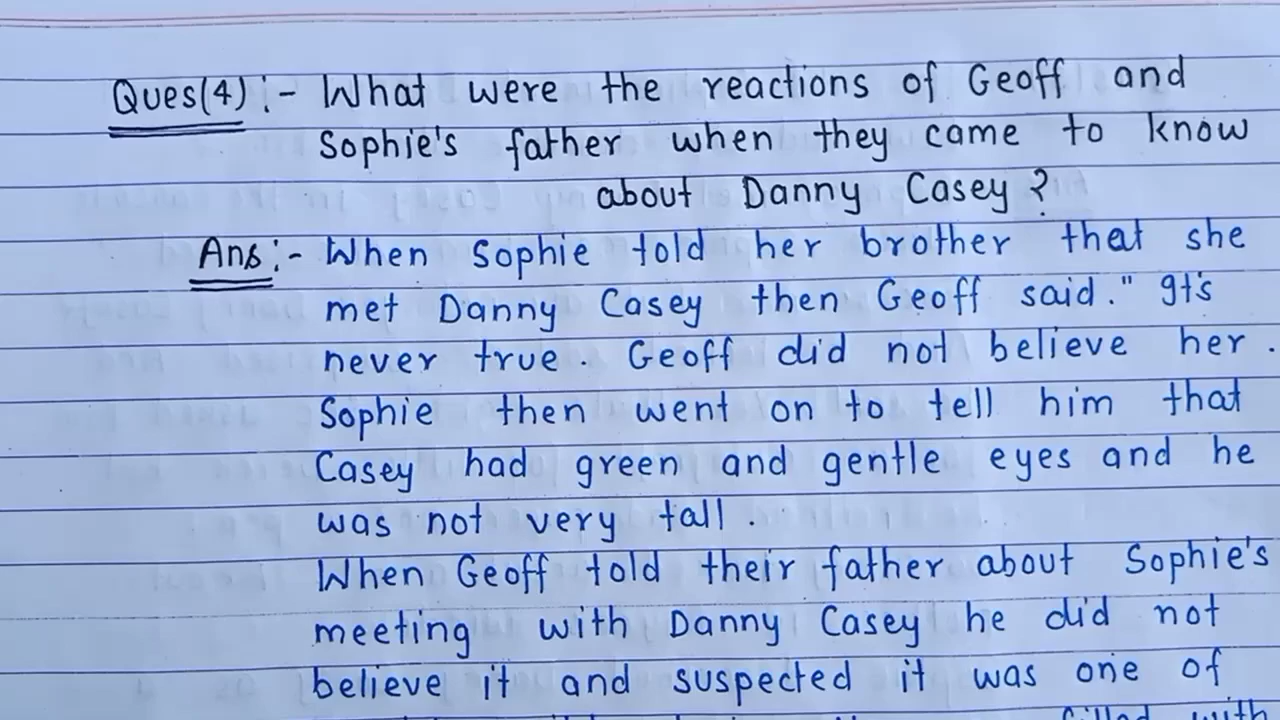 Ques(4):- What were the reactions of Geoff and
Sophie's father when they came to know
about Danny Casey?
Ans:- When Sophie told her brother that she
met Danny Casey then Geoff said." It's
never true. Geoff did not believe her.
Sophie then went on to tell him that
Casey had green and gentle eyes and he
was not very tall.
When Geoff told their father about Sophie's
meeting with Danny Casey he did not
believe it and suspected it was one of
filled with